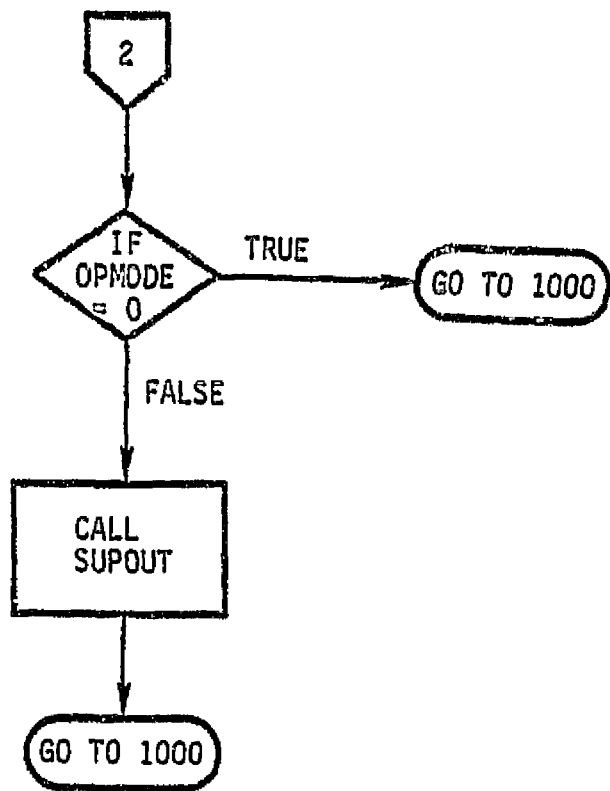 2
IF
OPMODE
= 0
TRUE
GO TO 1000
FALSE
CALL
SUPOUT
GO TO 1000